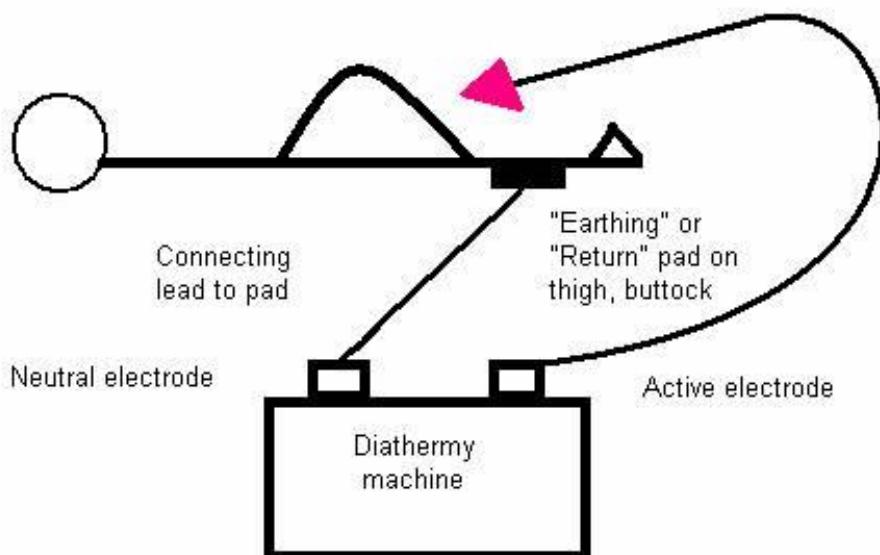 "Earthing" or
"Return" pad on
thigh, buttock
Connecting
lead to pad
Neutral electrode
Active electrode
Diathermy
machine